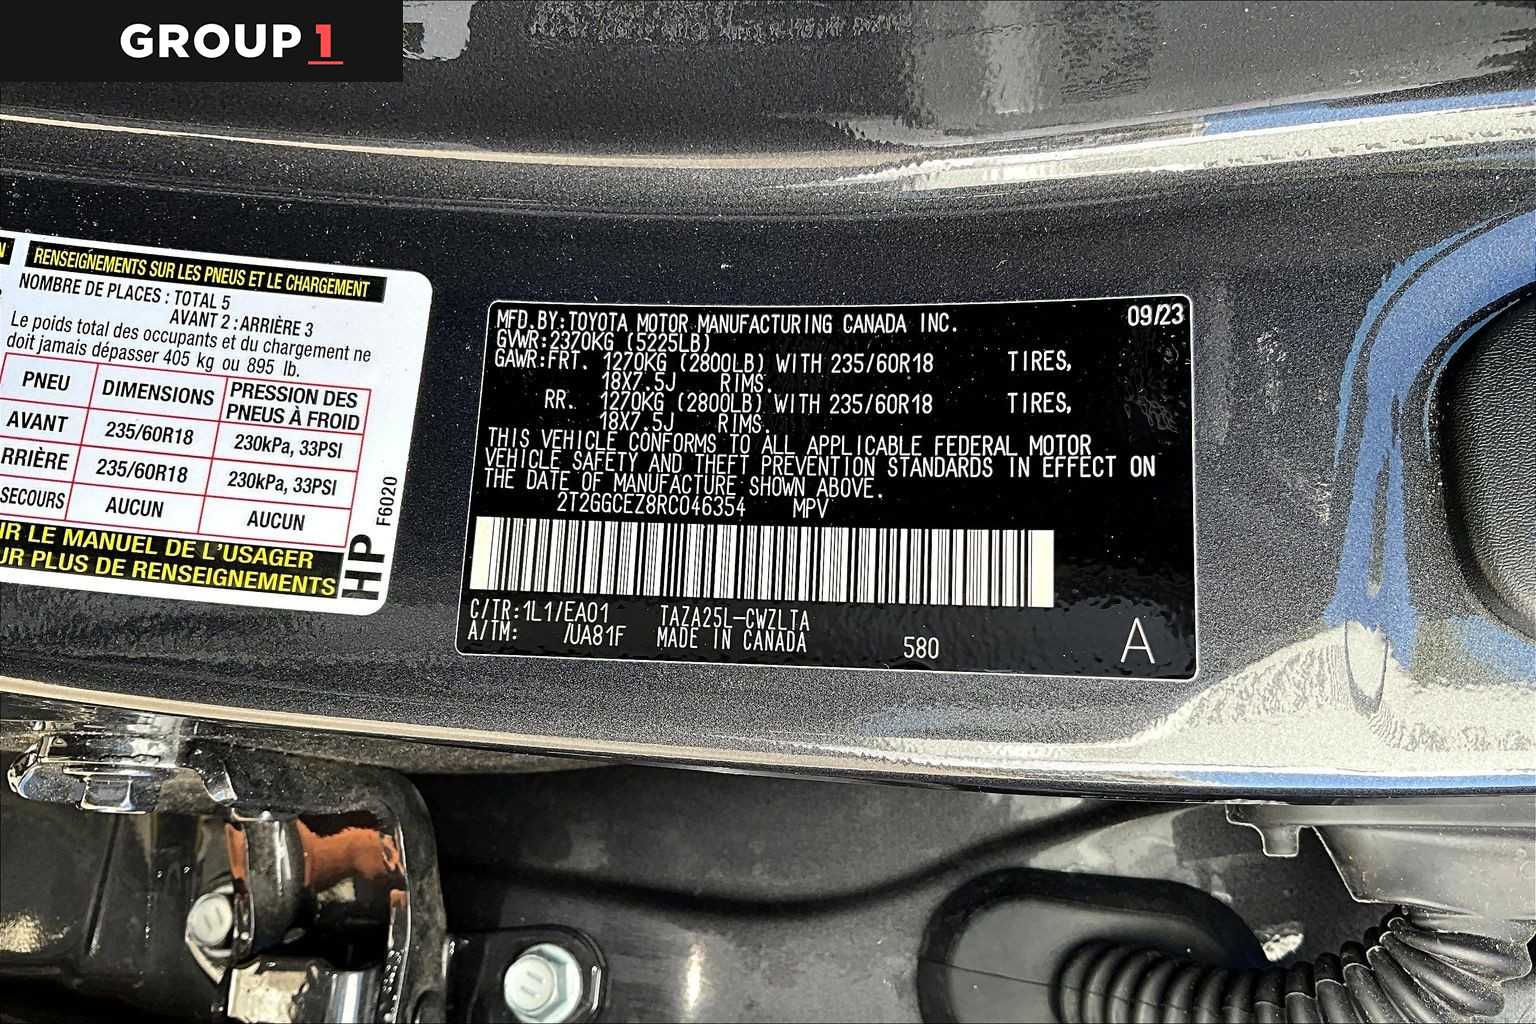 GROUP 1
RENSEIGNEMENTS SUR LES PNEUS ET LE CHARGEMENT
NOMBRE DE PLACES : TOTAL 5
AVANT 2 : ARRIÈRE 3
Le poids total des occupants et du chargement ne
doit jamais dépasser 405 kg ou 895 lb.
PNEU DIMENSIONS PRESSION DES
PNEUS À FROID
AVANT 235/60R18 230kPa, 33PSI
RRIÈRE 235/60R18 230kPa, 33PSI
SECOURS AUCUN AUCUN
IR LE MANUEL DE L'USAGER
UR PLUS DE RENSEIGNEMENTS
HP F6020
09/23
MFD.BY:TOYOTA MOTOR MANUFACTURING CANADA INC.
GVWR:2370KG (5225LB)
GAWR:FRT. 1270KG (2800LB) WITH 235/60R18 TIRES,
18X7.5J RIMS.
RR. 1270KG (2800LB) WITH 235/60R18 TIRES,
18X7.5J RIMS.
THIS VEHICLE CONFORMS TO ALL APPLICABLE FEDERAL MOTOR
VEHICLE SAFETY AND THEFT PREVENTION STANDARDS IN EFFECT ON
THE DATE OF MANUFACTURE SHOWN ABOVE.
2T2GGCEZ8RC046354 MPV
C/TR:1L1/EA01 TAZA25L-CWZLTA
A/TM: /UA81F MADE IN CANADA 580 A